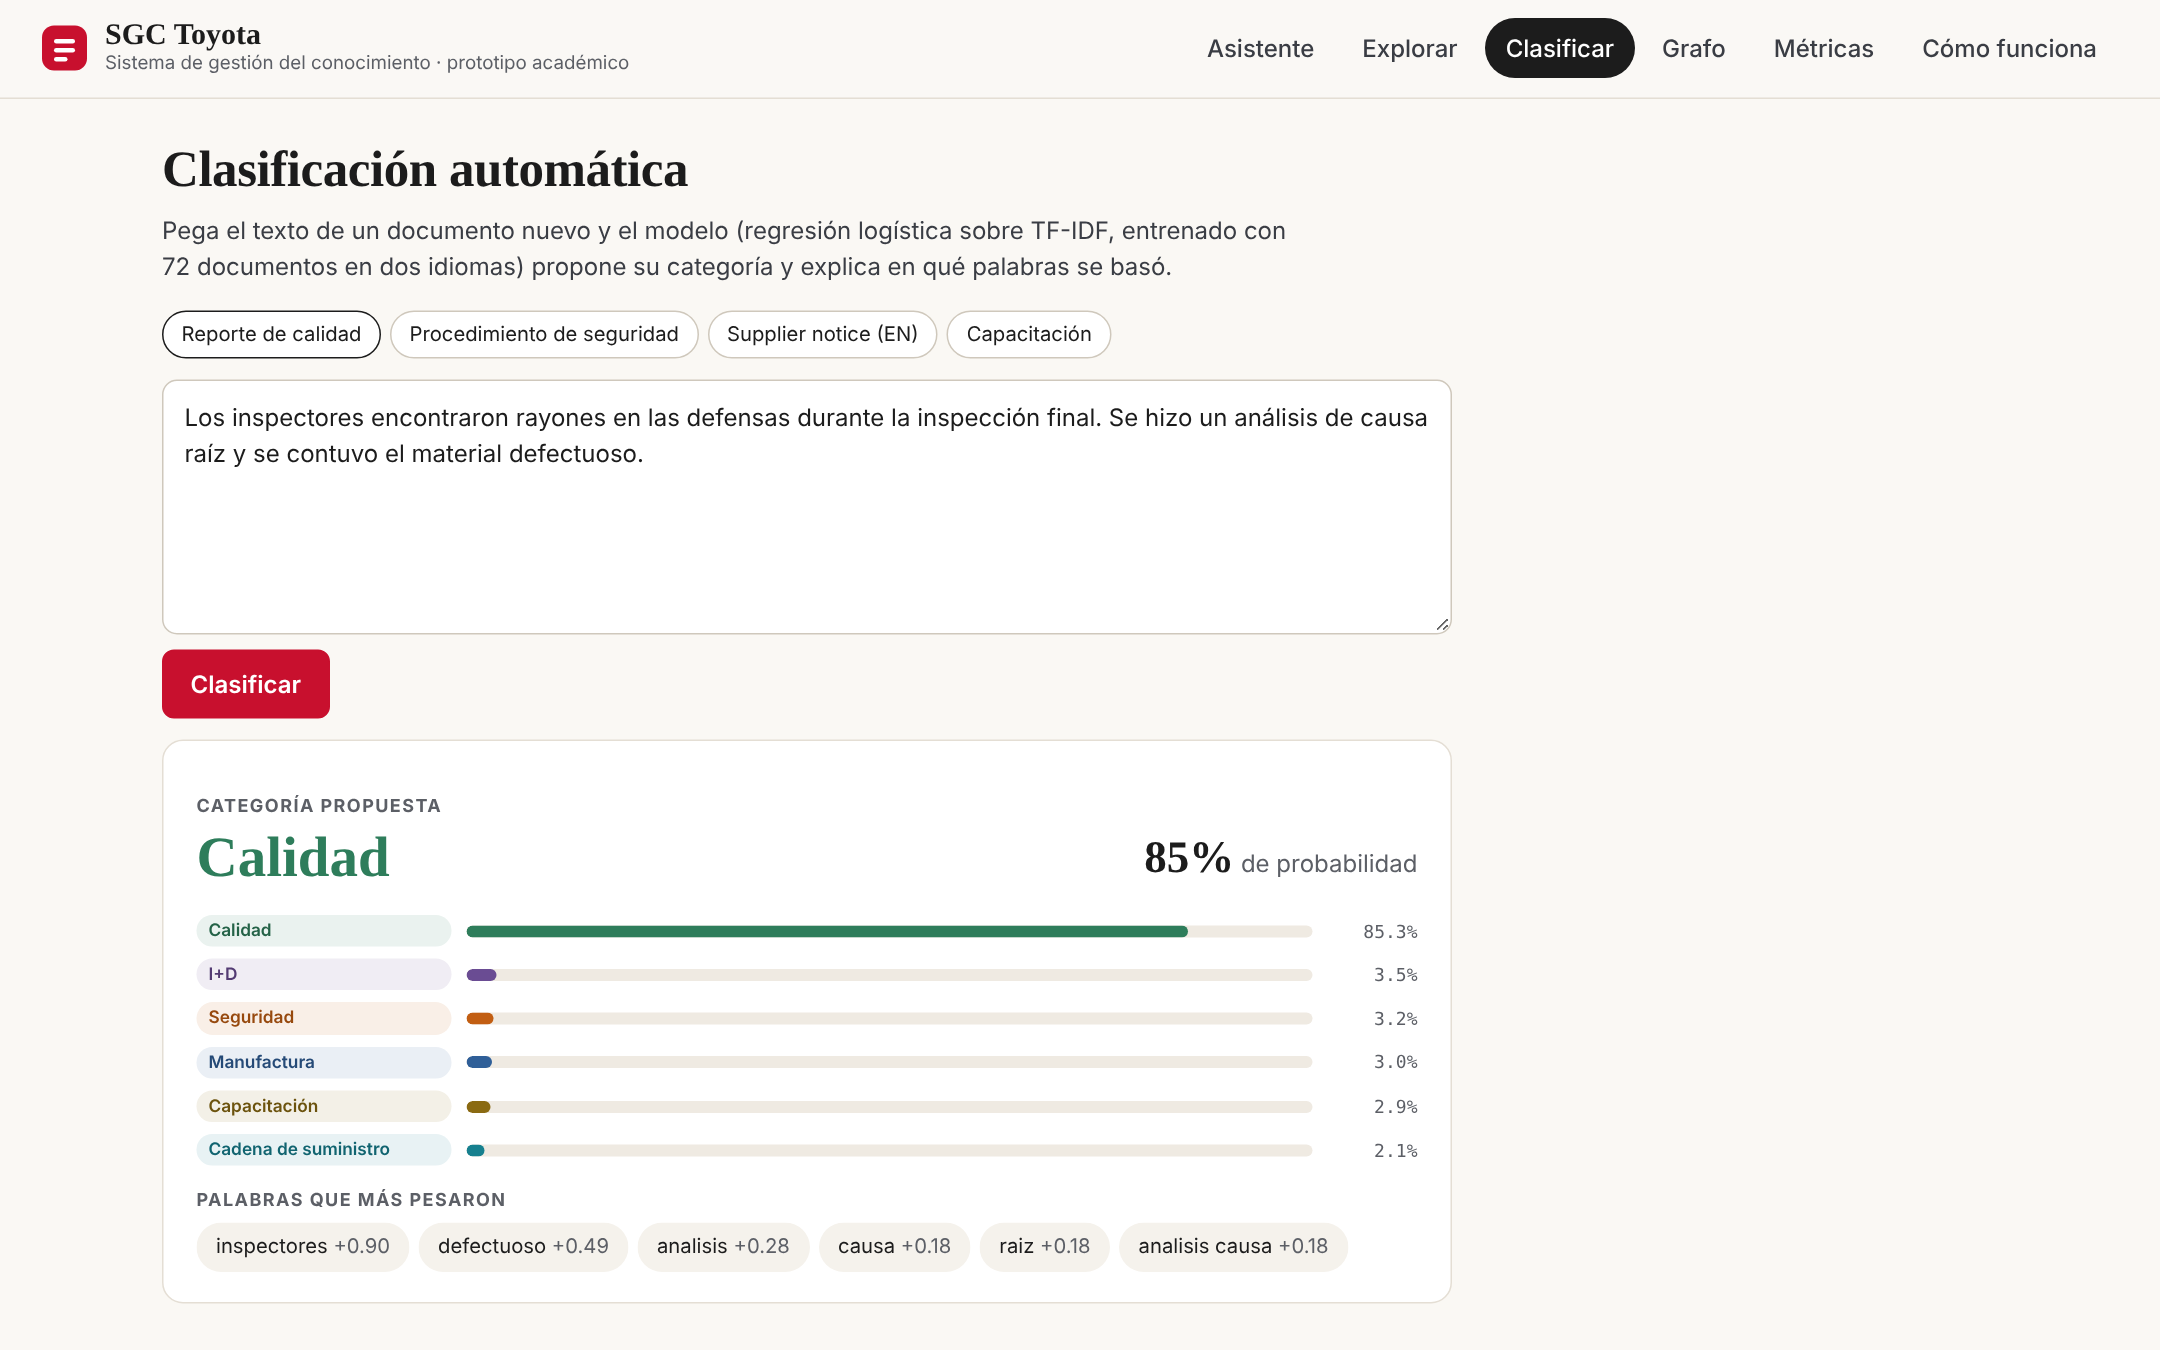 SGC Toyota
Sistema de gestión del conocimiento · prototipo académico
Asistente
Explorar
Clasificar
Grafo
Métricas
Cómo funciona
Clasificación automática
Pega el texto de un documento nuevo y el modelo (regresión logística sobre TF-IDF, entrenado con
72 documentos en dos idiomas) propone su categoría y explica en qué palabras se basó.
Reporte de calidad
Procedimiento de seguridad
Supplier notice (EN)
Capacitación
Los inspectores encontraron rayones en las defensas durante la inspección final. Se hizo un análisis de causa
raíz y se contuvo el material defectuoso.
Clasificar
CATEGORÍA PROPUESTA
Calidad
85% de probabilidad
Calidad 85.3%
I+D 3.5%
Seguridad 3.2%
Manufactura 3.0%
Capacitación 2.9%
Cadena de suministro 2.1%
PALABRAS QUE MÁS PESARON
inspectores +0.90
defectuoso +0.49
analisis +0.28
causa +0.18
raiz +0.18
analisis causa +0.18